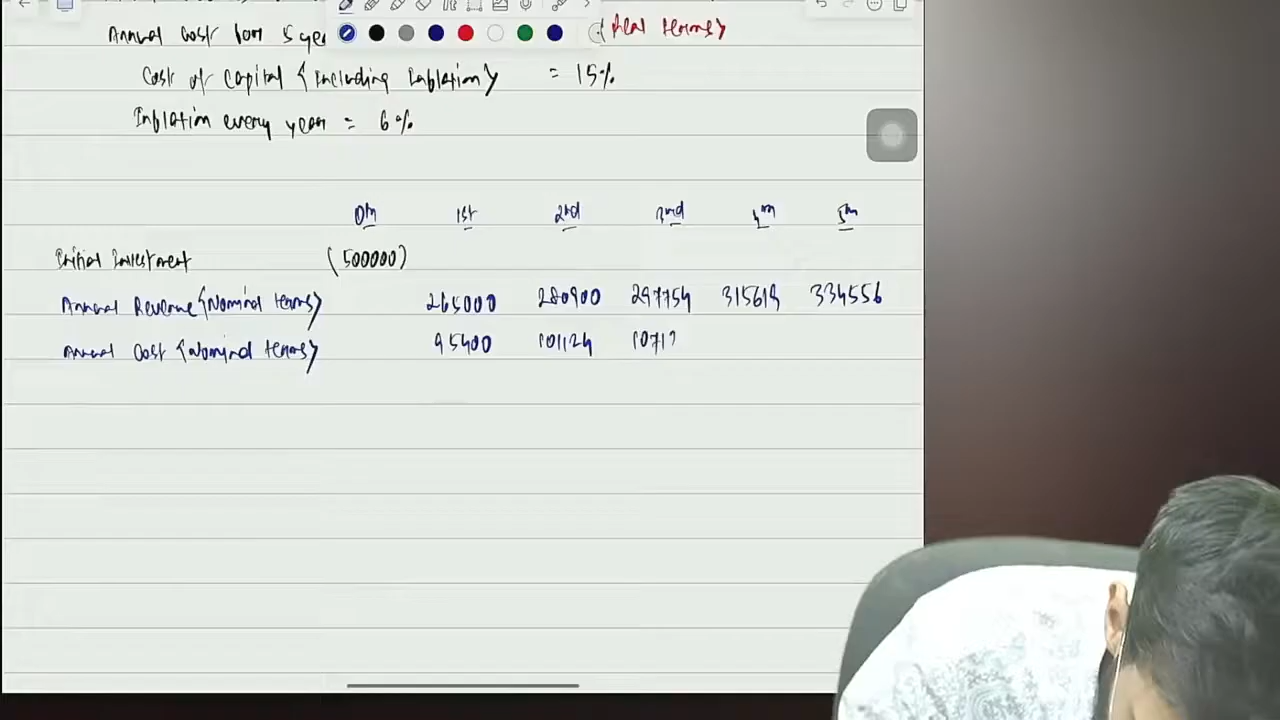 Annual Cost for 5 yea {Real terms}
Cost of Capital {Including Inflation} = 15%
Inflation every year = 6%
0th 1st 2nd 3rd 4th 5th
Initial Investment (500000)
Annual Revenue {Nominal terms} 265000 280900 297754 315619 334556
Annual Cost {Nominal terms} 95400 101124 1071